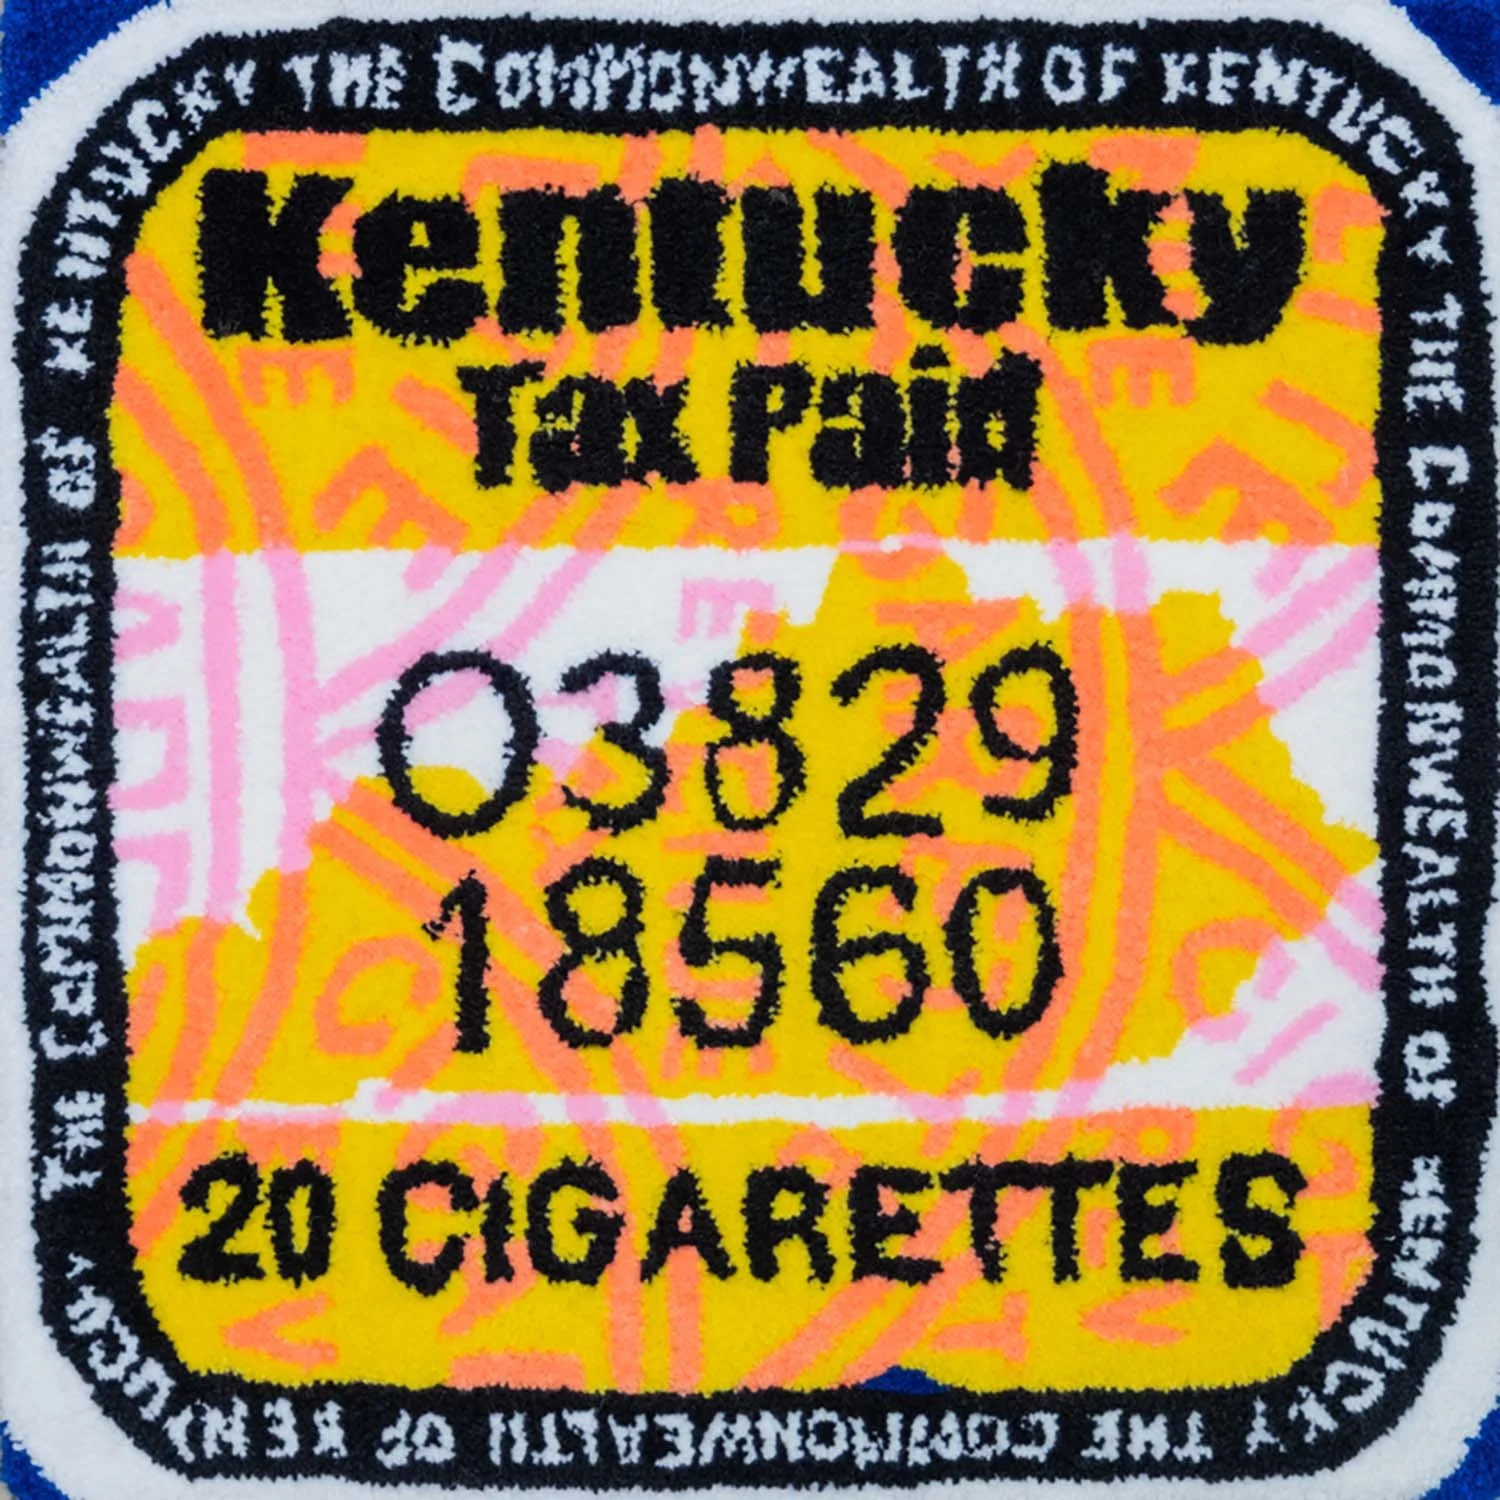 KENTUCKY THE COMMONWEALTH OF KENTUCKY THE COMMONWEALTH OF KENTUCKY THE COMMONWEALTH OF KENTUCKY THE COMMONWEALTH OF
Kentucky
Tax Paid
03829
18560
20 CIGARETTES